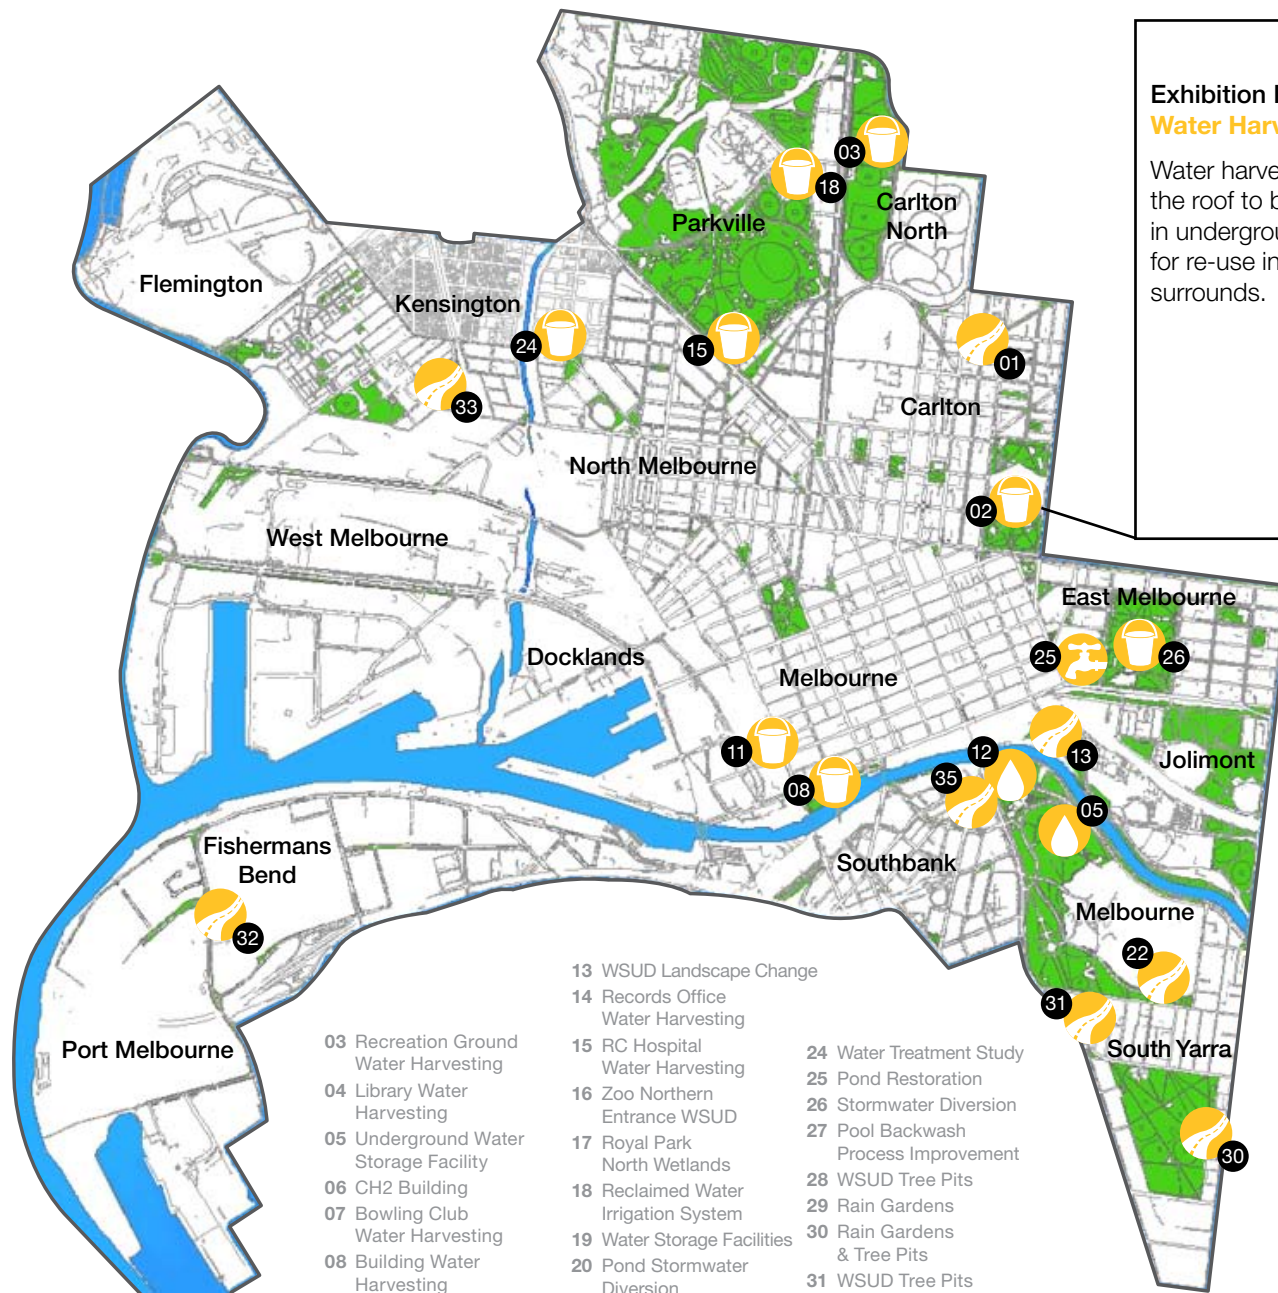 Exhibition
Water Harv
Water harve
the roof to b
in undergrou
for re-use in
surrounds.
03
18
Carlton
North
Parkville
Flemington
Kensington
24
15
01
33
Carlton
North Melbourne
02
West Melbourne
East Melbourne
25
26
Docklands
Melbourne
11
12
13
Jolimont
08
35
05
Southbank
Fishermans
Bend
32
Melbourne
22
31
Port Melbourne
South Yarra
30
03 Recreation Ground
Water Harvesting
04 Library Water
Harvesting
05 Underground Water
Storage Facility
06 CH2 Building
07 Bowling Club
Water Harvesting
08 Building Water
Harvesting
13 WSUD Landscape Change
14 Records Office
Water Harvesting
15 RC Hospital
Water Harvesting
16 Zoo Northern
Entrance WSUD
17 Royal Park
North Wetlands
18 Reclaimed Water
Irrigation System
19 Water Storage Facilities
20 Pond Stormwater
Diversion
24 Water Treatment Study
25 Pond Restoration
26 Stormwater Diversion
27 Pool Backwash
Process Improvement
28 WSUD Tree Pits
29 Rain Gardens
30 Rain Gardens
& Tree Pits
31 WSUD Tree Pits